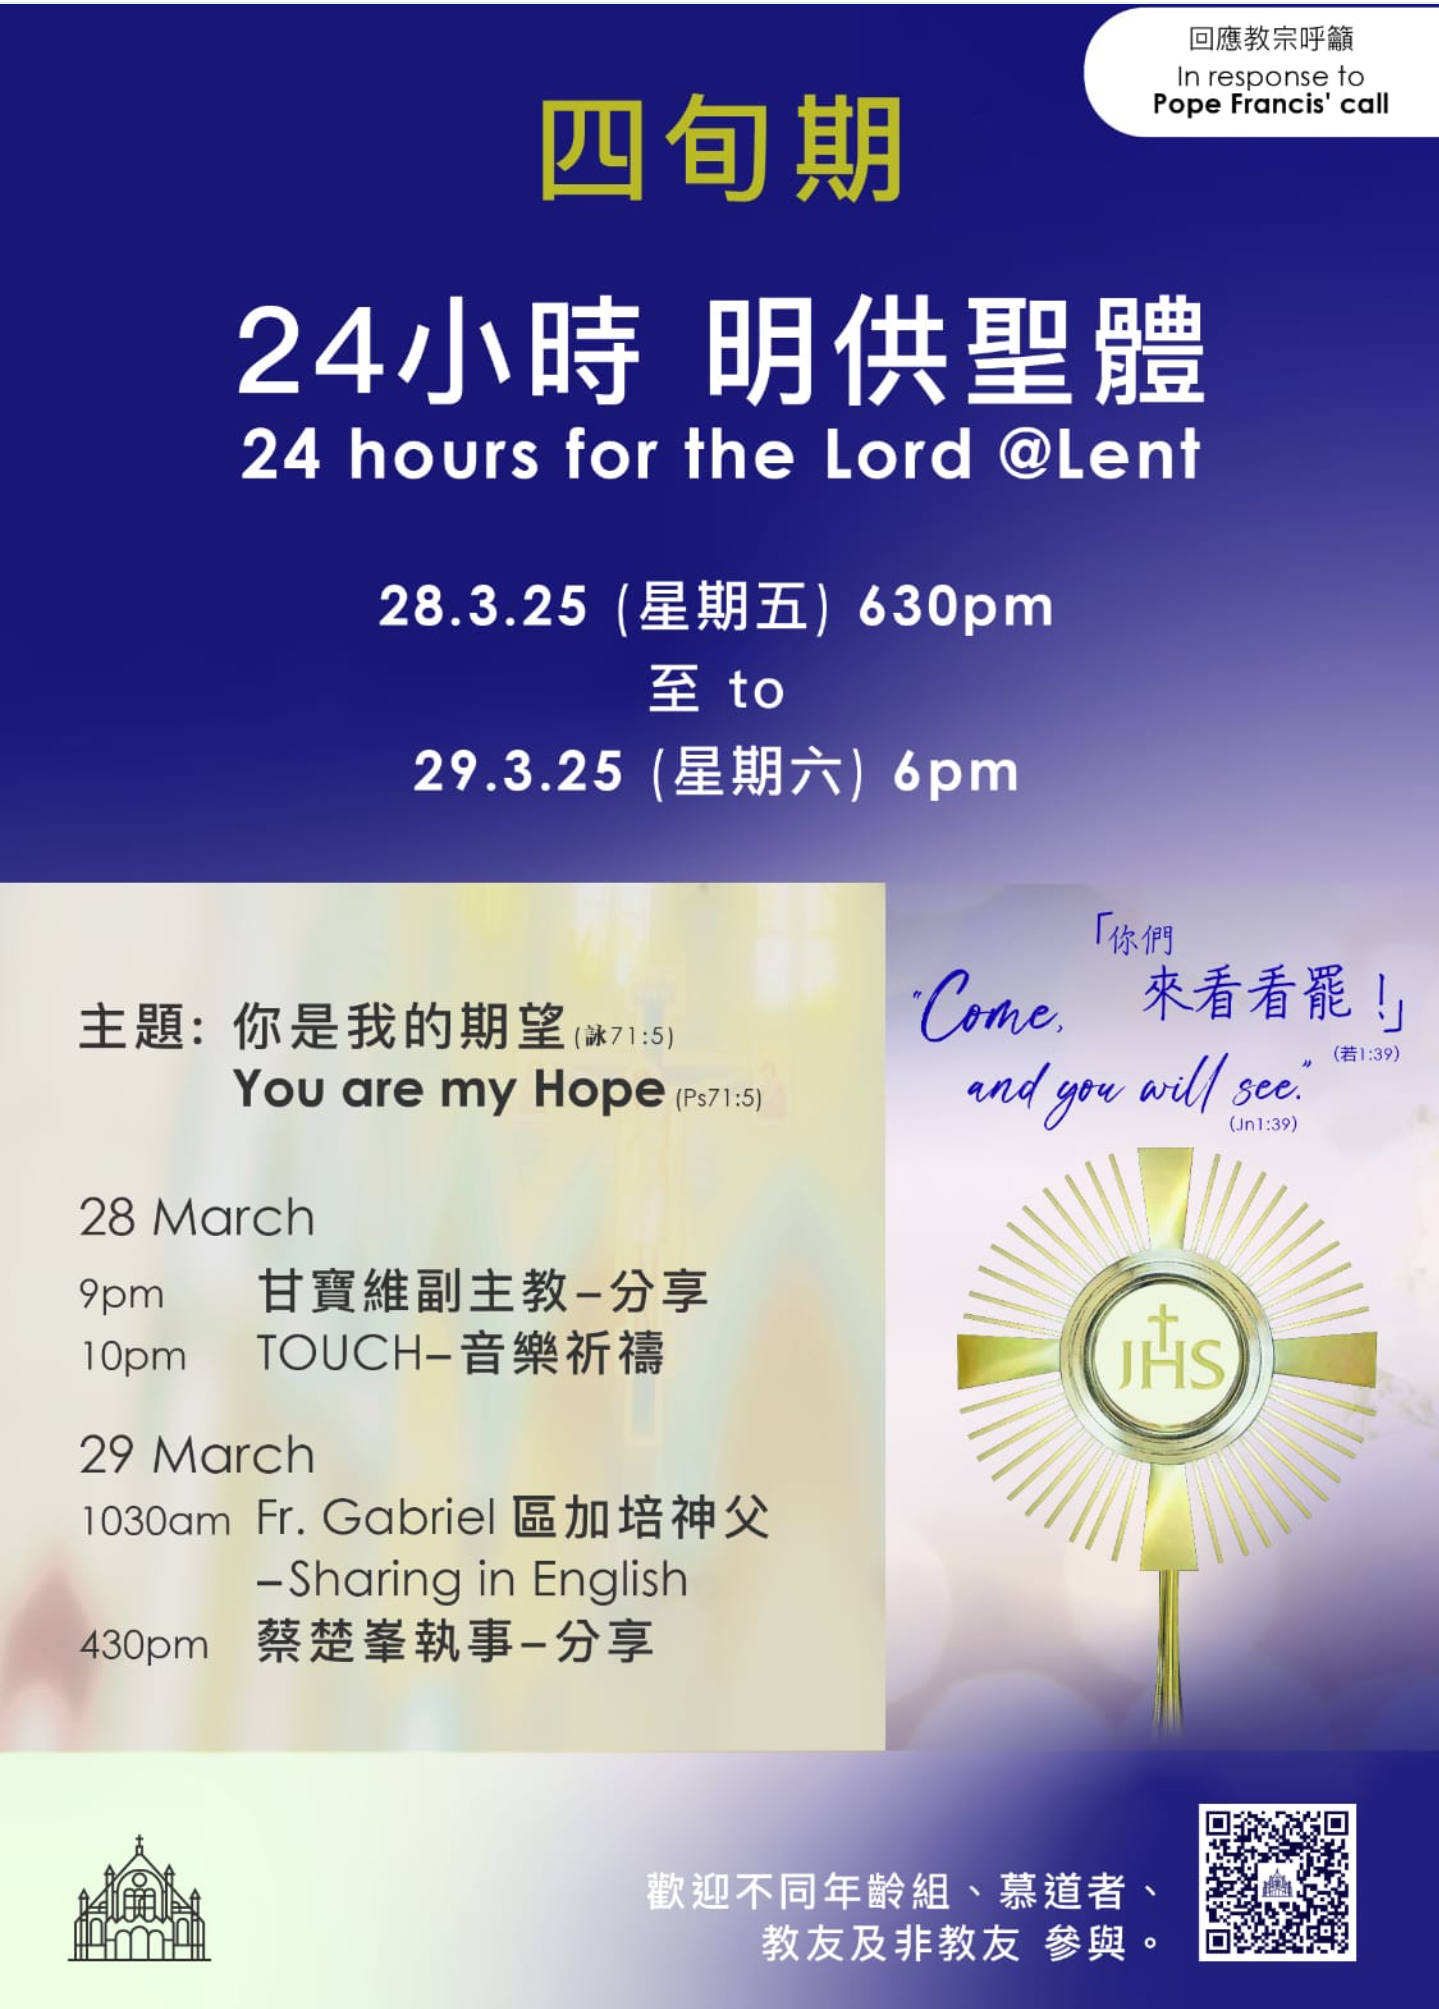 回應教宗呼籲
In response to
Pope Francis' call
四旬期
24小時 明供聖體
24 hours for the Lord @Lent
28.3.25 (星期五) 630pm
至 to
29.3.25 (星期六) 6pm
主題: 你是我的期望 (詠71:5)
You are my Hope (Ps71:5)
28 March
9pm 甘寶維副主教–分享
10pm TOUCH–音樂祈禱
29 March
1030am Fr. Gabriel 區加培神父
–Sharing in English
430pm 蔡楚峯執事–分享
「你們
來看看罷！」
(若1:39)
"Come,
and you will see."
(Jn1:39)
JHS
歡迎不同年齡組、慕道者、
教友及非教友 參與。